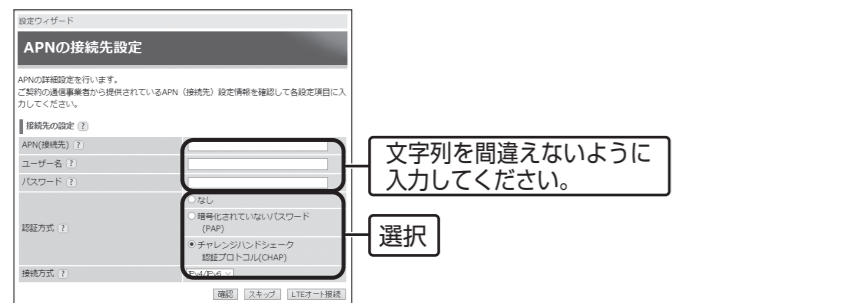 設定ウィザード
APNの接続先設定
APNの詳細設定を行います。
ご契約の通信事業者から提供されているAPN（接続先）設定情報を確認して各設定項目に入
力してください。
接続先の設定 [?]
APN(接続先) [?]
ユーザー名 [?]
パスワード [?]
文字列を間違えないように
入力してください。
認証方式 [?]
なし
暗号化されていないパスワード
(PAP)
チャレンジハンドシェーク
認証プロトコル(CHAP)
選択
接続方式 [?]
IPv4/IPv6
確認 スキップ LTEオート接続